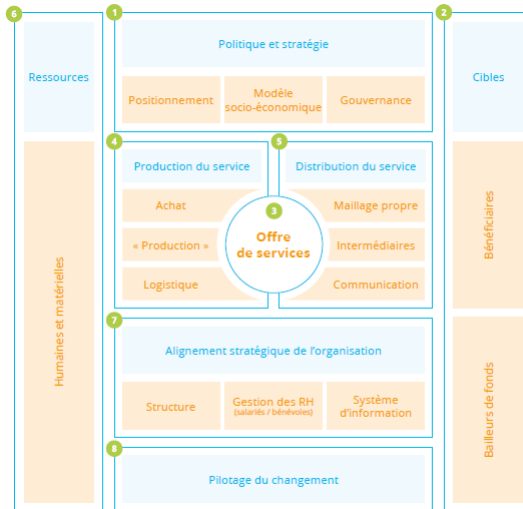 6
Ressources
Humaines et matérielles
1
Politique et stratégie
Positionnement
Modèle
socio-économique
Gouvernance
4
Production du service
Achat
« Production »
Logistique
5
Distribution du service
Maillage propre
Intermédiaires
Communication
3
Offre
de services
7
Alignement stratégique de l’organisation
Structure
Gestion des RH
(salariés / bénévoles)
Système
d’information
8
Pilotage du changement
2
Cibles
Bénéficiaires
Bailleurs de fonds